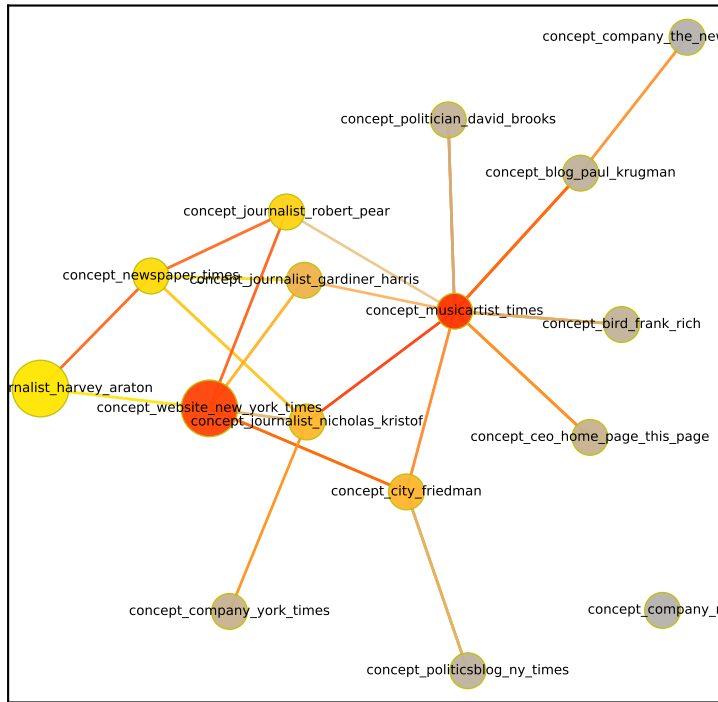 concept_company_the_new
concept_politician_david_brooks
concept_blog_paul_krugman
concept_journalist_robert_pear
concept_newspaper_times
concept_journalist_gardiner_harris
concept_musicartist_times
concept_bird_frank_rich
rnalist_harvey_araton
concept_website_new_york_times
concept_journalist_nicholas_kristof
concept_ceo_home_page_this_page
concept_city_friedman
concept_company_york_times
concept_company_
concept_politicsblog_ny_times